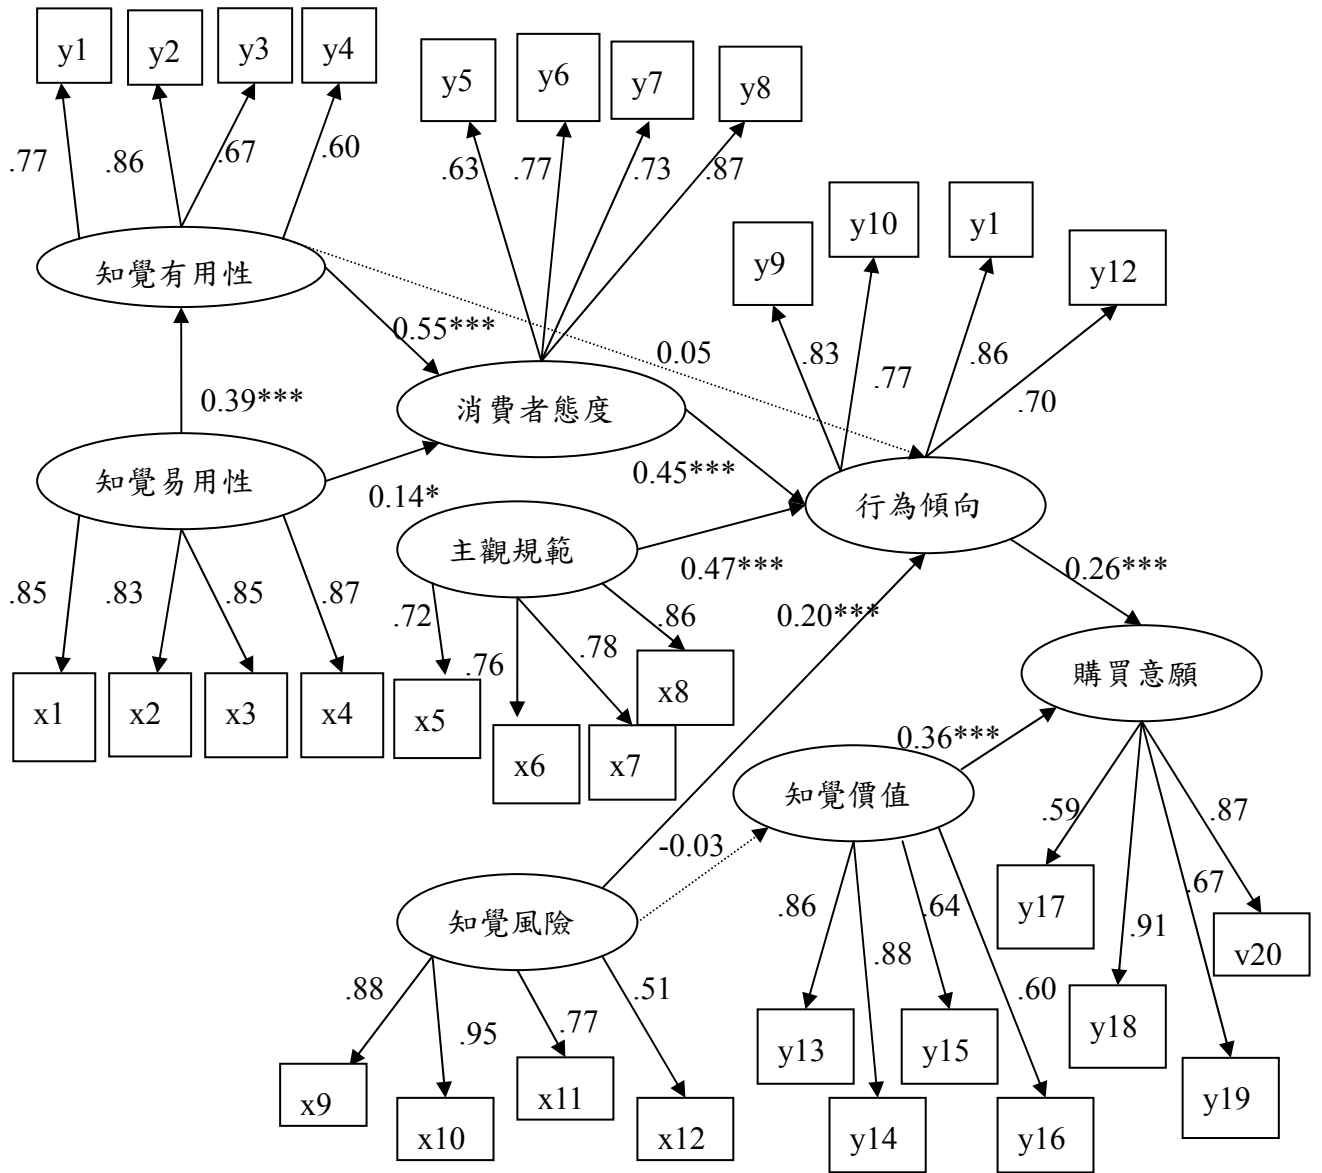 y1
y2
y3
y4
y5
y6
y7
y8
.77
.86
.67
.60
.63
.77
.73
.87
y9
y10
y1
y12
知覺有用性
0.55***
0.05
.83
.77
.86
.70
0.39***
消費者態度
知覺易用性
0.14*
0.45***
行為傾向
主觀規範
0.47***
0.26***
.85
.83
.85
.87
.72
.76
.78
.86
0.20***
x1
x2
x3
x4
x5
x6
x7
x8
購買意願
0.36***
知覺價值
-0.03
知覺風險
.59
.91
.67
.87
y17
y18
y19
v20
.86
.88
.64
.60
.88
.95
.77
.51
y13
y14
y15
y16
x9
x10
x11
x12